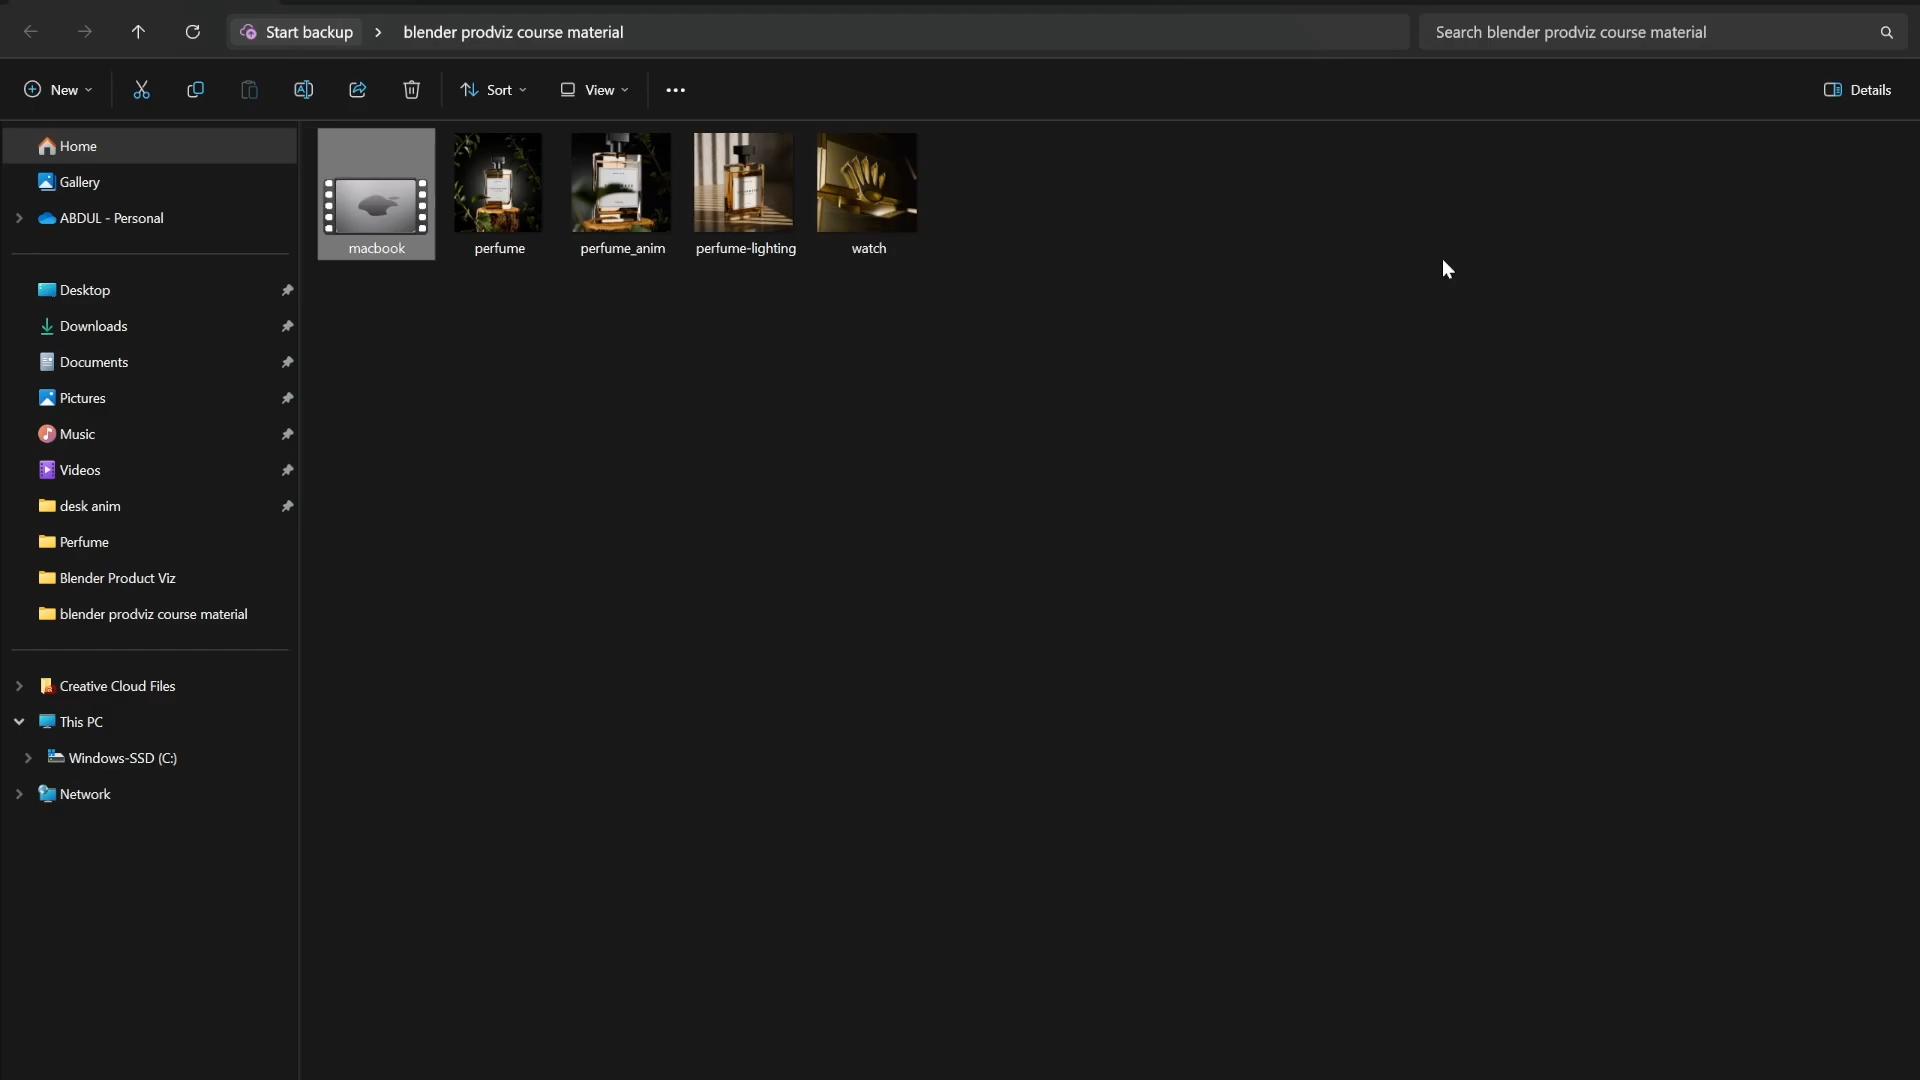 Start backup > blender prodviz course material
Search blender prodviz course material
New
Sort
View
Details
Home
Gallery
ABDUL - Personal
Desktop
Downloads
Documents
Pictures
Music
Videos
desk anim
Perfume
Blender Product Viz
blender prodviz course material
Creative Cloud Files
This PC
Windows-SSD (C:)
Network
macbook
perfume
perfume_anim
perfume-lighting
watch